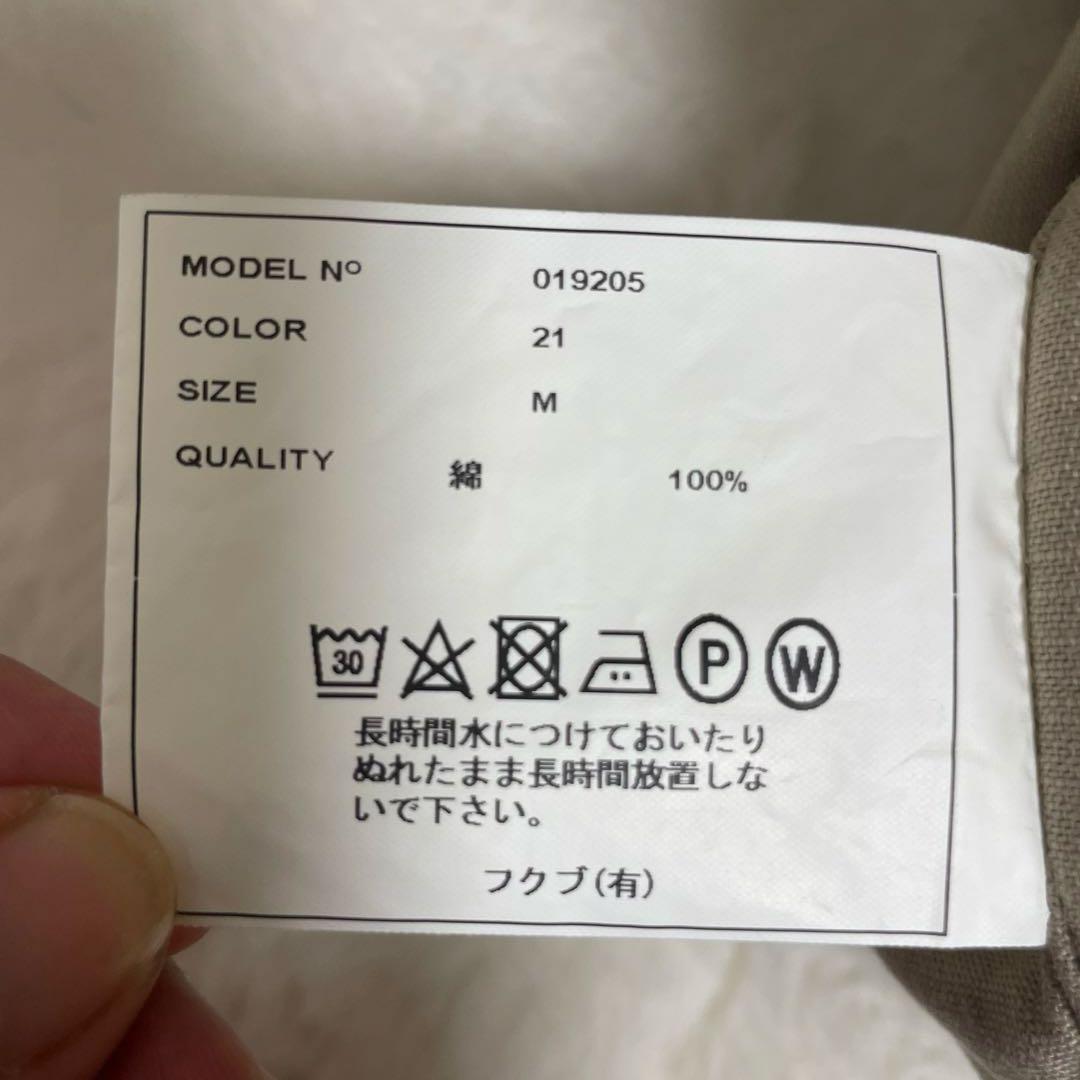 MODEL Nº 019205
COLOR 21
SIZE M
QUALITY 綿 100%
30 P W
長時間水につけておいたり
ぬれたまま長時間放置しな
いで下さい。
フクブ(有)